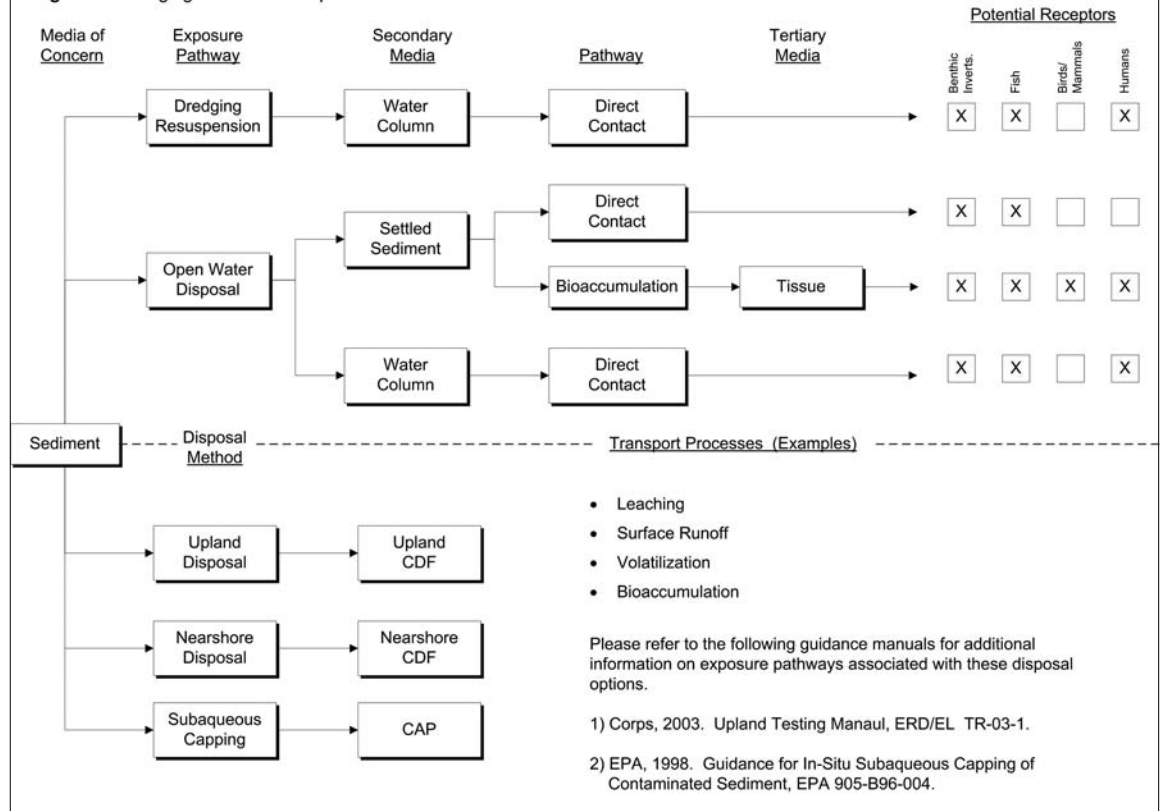 Potential Receptors
Media of
Concern
Exposure
Pathway
Secondary
Media
Pathway
Tertiary
Media
Benthic
Inverts.
Fish
Birds/
Mammals
Humans
Dredging
Resuspension
Water
Column
Direct
Contact
X X X
Open Water
Disposal
Settled
Sediment
Direct
Contact
X X
Bioaccumulation
Tissue
X X X X
Water
Column
Direct
Contact
X X X
Sediment
Disposal
Method
Transport Processes (Examples)
• Leaching
• Surface Runoff
• Volatilization
• Bioaccumulation
Upland
Disposal
Upland
CDF
Nearshore
Disposal
Nearshore
CDF
Subaqueous
Capping
CAP
Please refer to the following guidance manuals for additional
information on exposure pathways associated with these disposal
options.
1) Corps, 2003. Upland Testing Manaul, ERD/EL TR-03-1.
2) EPA, 1998. Guidance for In-Situ Subaqueous Capping of
Contaminated Sediment, EPA 905-B96-004.